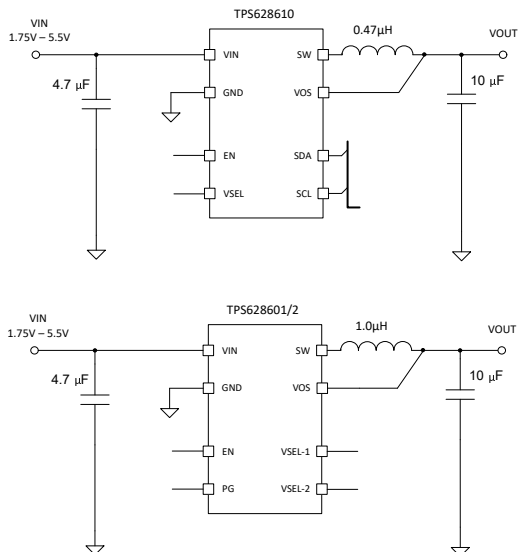 TPS628610
VIN
1.75V – 5.5V
0.47µH
VOUT
VIN
SW
4.7 µF
10 µF
GND
VOS
EN
SDA
VSEL
SCL
TPS628601/2
VIN
1.75V – 5.5V
1.0µH
VOUT
VIN
SW
4.7 µF
10 µF
GND
VOS
EN
VSEL-1
PG
VSEL-2